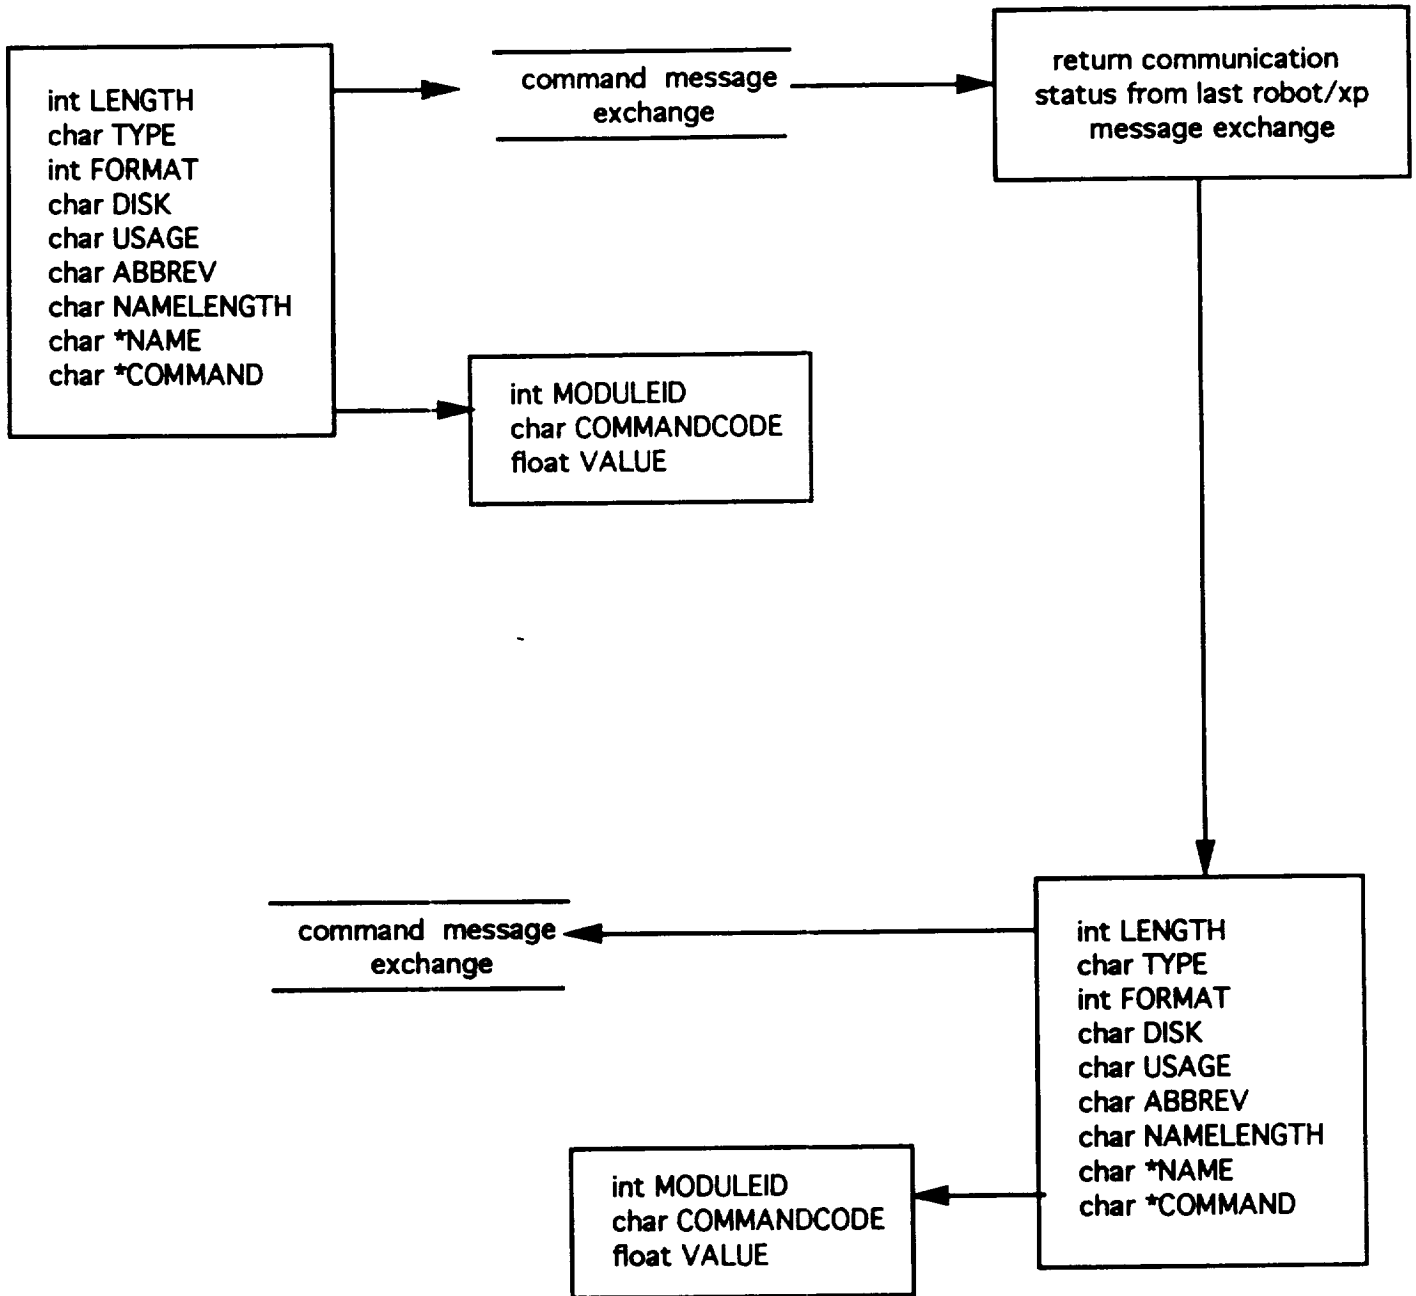 int LENGTH
char TYPE
int FORMAT
char DISK
char USAGE
char ABBREV
char NAMELENGTH
char *NAME
char *COMMAND
command message
exchange
return communication
status from last robot/xp
message exchange
int MODULEID
char COMMANDCODE
float VALUE
command message
exchange
int LENGTH
char TYPE
int FORMAT
char DISK
char USAGE
char ABBREV
char NAMELENGTH
char *NAME
char *COMMAND
int MODULEID
char COMMANDCODE
float VALUE